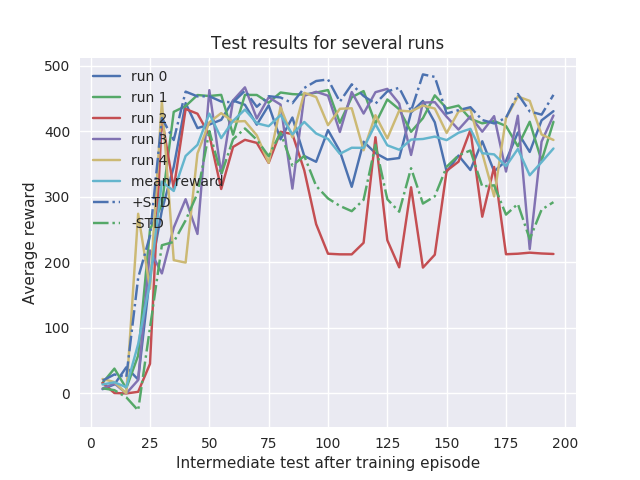 Test results for several runs
500
400
300
200
100
0
run 0
run 1
run 2
run 3
run 4
mean reward
+STD
-STD
Average reward
0 25 50 75 100 125 150 175 200
Intermediate test after training episode